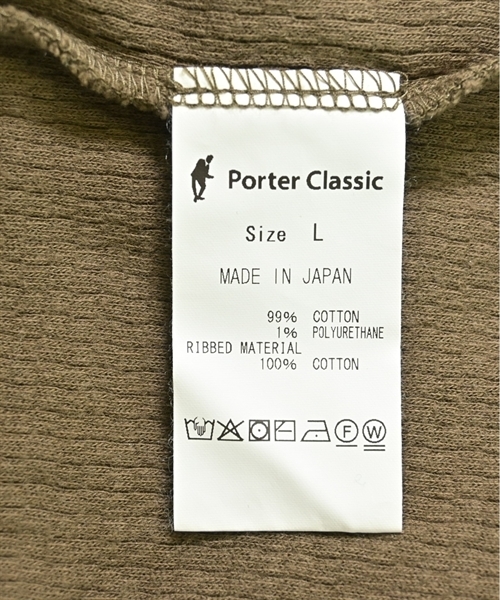 Porter Classic
Size L
MADE IN JAPAN
99% COTTON
1% POLYURETHANE
RIBBED MATERIAL
100% COTTON
F W